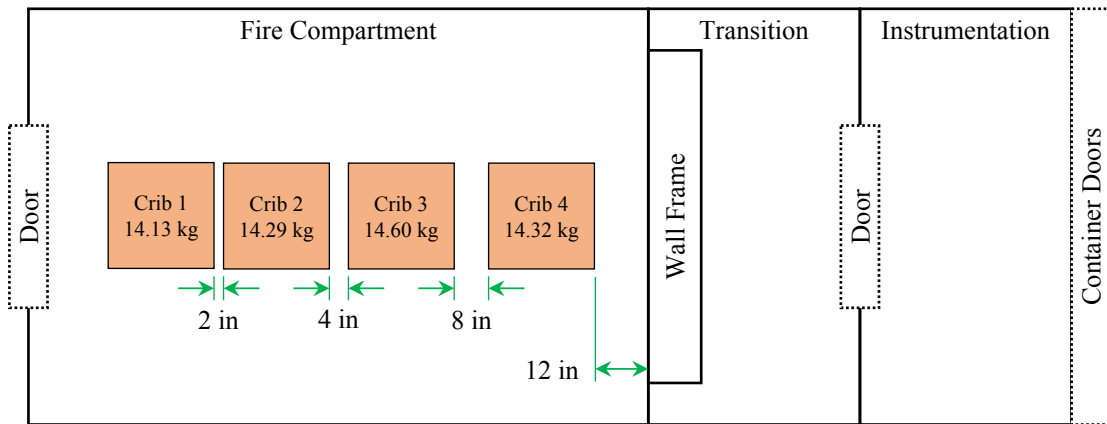 Fire Compartment
Transition
Instrumentation
Door
Crib 1
14.13 kg
Crib 2
14.29 kg
Crib 3
14.60 kg
Crib 4
14.32 kg
Wall Frame
Door
Container Doors
2 in
4 in
8 in
12 in